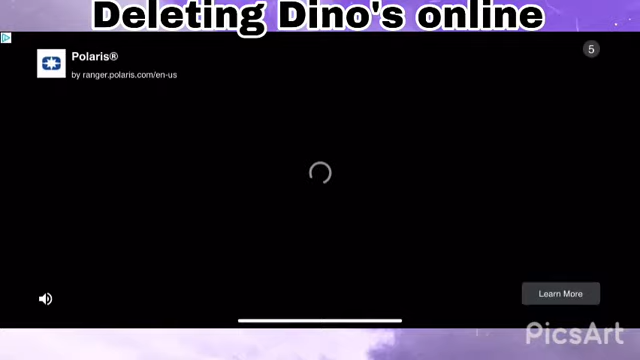 Deleting Dino's online
Polaris®
5
by ranger.polaris.com/en-us
Learn More
PicsArt